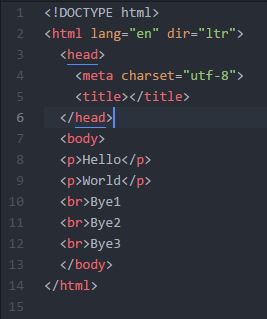 1 <!DOCTYPE html>
2 <html lang="en" dir="ltr">
3   <head>
4     <meta charset="utf-8">
5     <title></title>
6   </head>
7   <body>
8   <p>Hello</p>
9   <p>World</p>
10   <br>Bye1
11   <br>Bye2
12   <br>Bye3
13   </body>
14 </html>
15